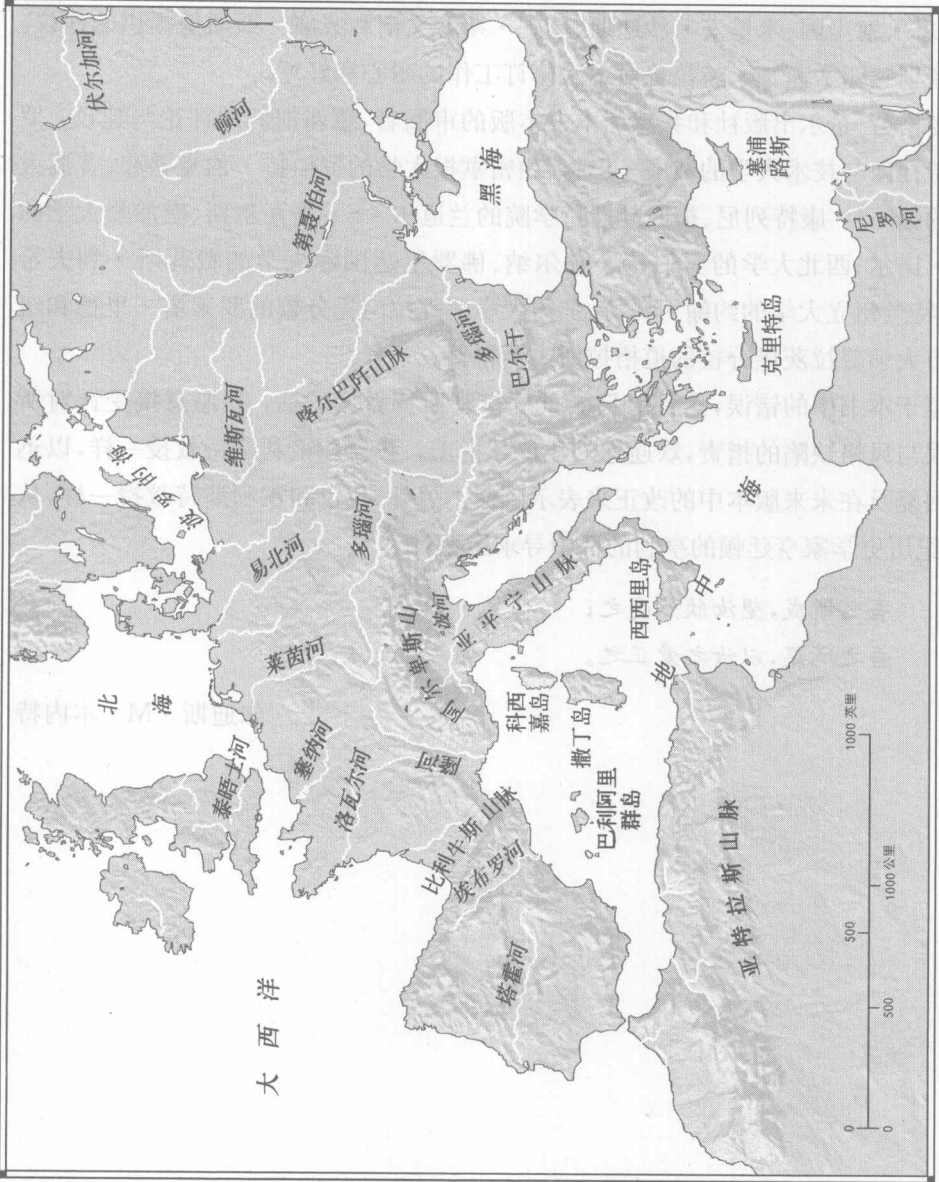 伏尔加河
顿河
北
海
波罗的海
第聂伯河
维斯瓦河
泰晤士河
易北河
莱茵河
塞纳河
大西洋
喀尔巴阡山脉
多瑙河
洛瓦尔河
多瑙河
黑海
阿尔卑斯山
隆河
波河
巴尔干
比利牛斯山脉
埃布罗河
亚平宁山脉
塔霍河
科西
嘉岛
撒丁岛
巴利阿里
群岛
西西里岛
地中海
克里特岛
塞浦
路斯
尼罗河
亚特拉斯山脉
0 500 1000 英里
0 500 1000 公里